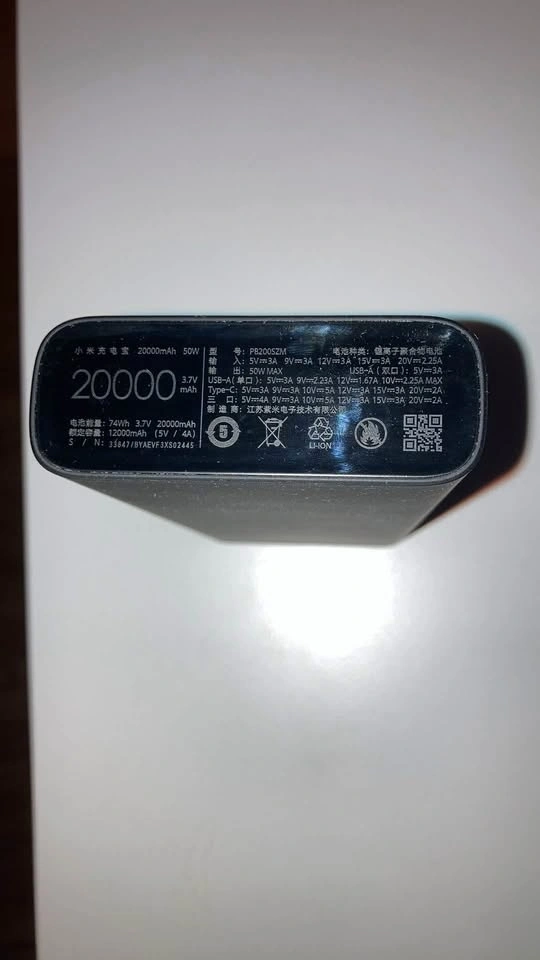 小米充电宝 20000mAh 50W
20000 3.7V mAh
电池能量: 74Wh 3.7V 20000mAh
额定容量: 12000mAh (5V / 4A)
S / N: 33847/BYAEVF3XS02445
型 号: PB200SZM 电池种类: 锂离子聚合物电池
输 入: 5V⎓3A 9V⎓3A 12V⎓3A 15V⎓3A 20V⎓2.25A
输 出: 50W MAX USB-A (双口) : 5V⎓3A
USB-A (单口) : 5V⎓3A 9V⎓2.23A 12V⎓1.67A 10V⎓2.25A MAX
Type-C: 5V⎓3A 9V⎓3A 10V⎓5A 12V⎓3A 15V⎓3A 20V⎓2A
三 口: 5V⎓4A 9V⎓3A 10V⎓5A 12V⎓3A 15V⎓3A 20V⎓2A
制 造 商: 江苏紫米电子技术有限公司
5
LI-ION